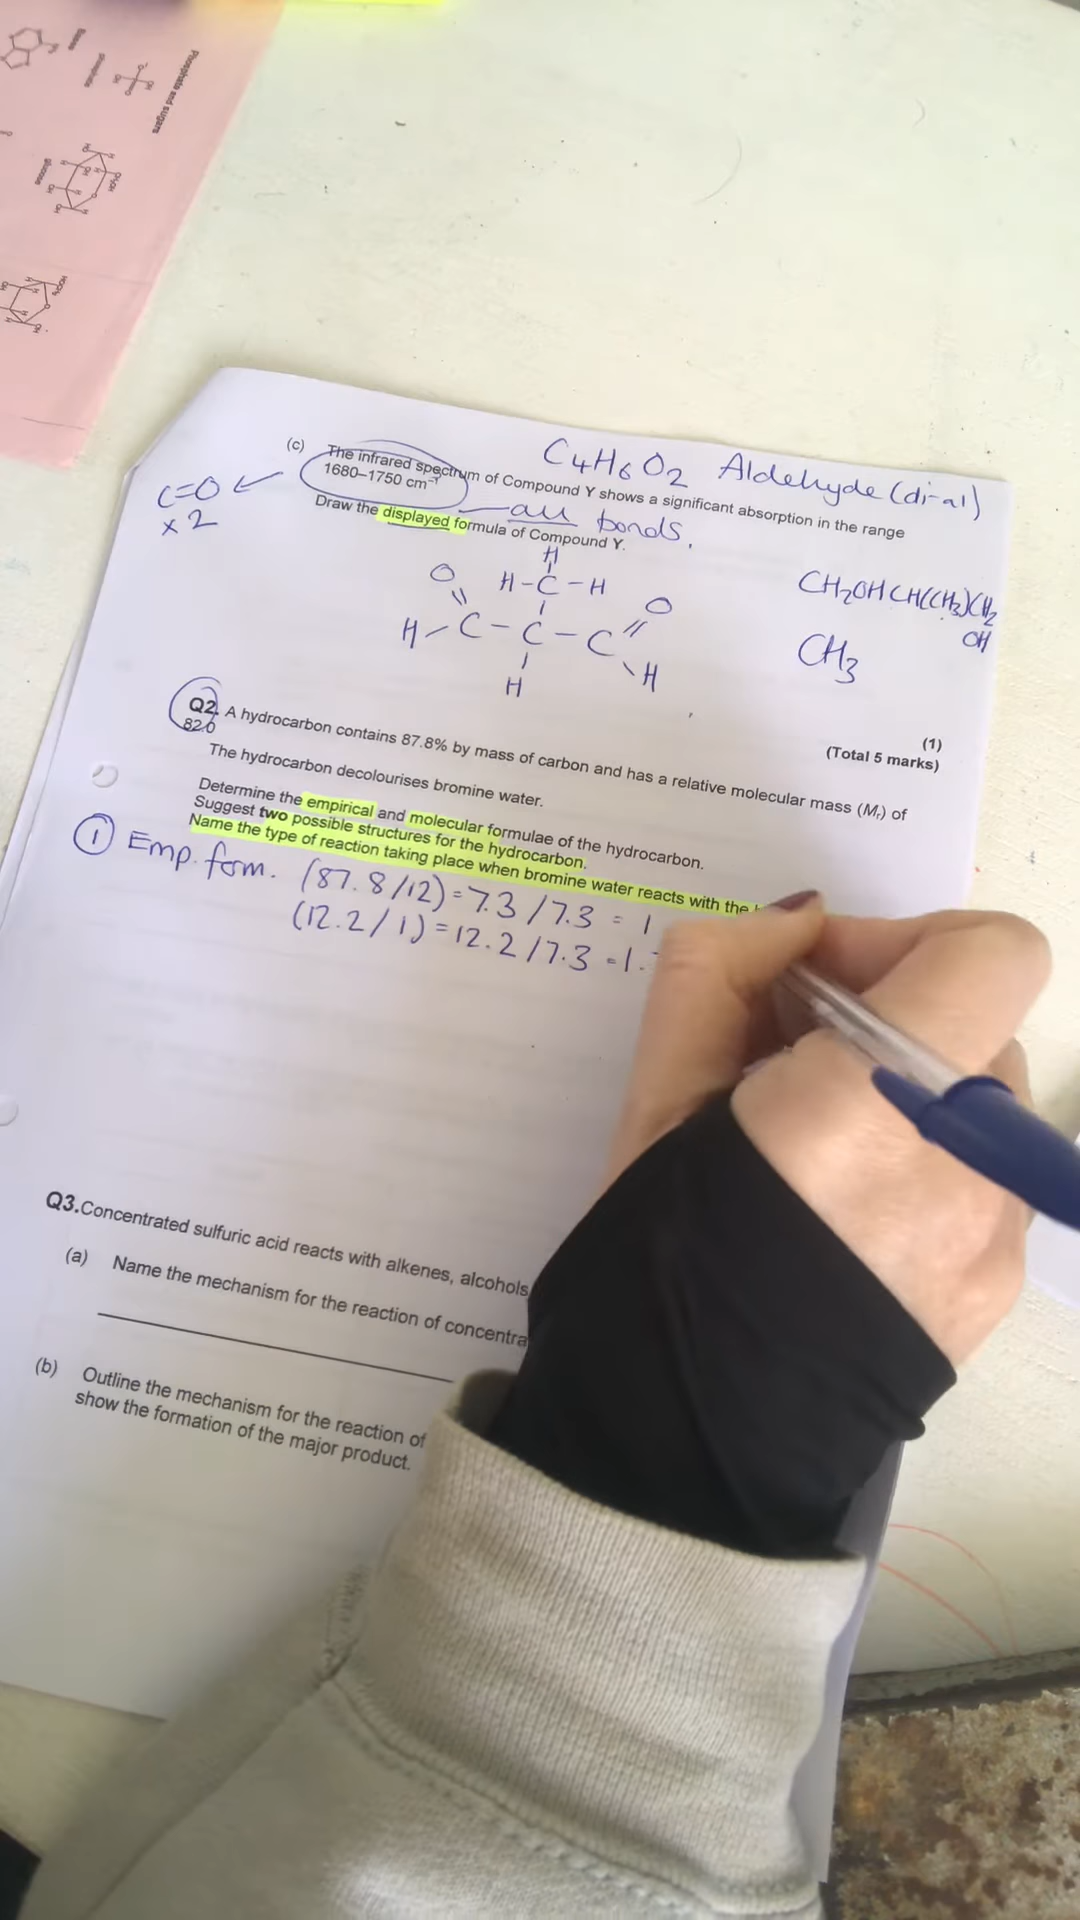 Phosphate and sugars
phosphate
glucose
C4H6O2 Aldehyde (di-al)
(c) The infrared spectrum of Compound Y shows a significant absorption in the range
1680–1750 cm⁻¹
C=O
x2
all bonds.
Draw the displayed formula of Compound Y.
H
O H-C-H O
H-C-C-C
H H
CH2OHCH(CH3)CH2
OH
CH3
(1)
(Total 5 marks)
Q2. A hydrocarbon contains 87.8% by mass of carbon and has a relative molecular mass (Mr) of
82.0
The hydrocarbon decolourises bromine water.
Determine the empirical and molecular formulae of the hydrocarbon.
Suggest two possible structures for the hydrocarbon.
Name the type of reaction taking place when bromine water reacts with the
1 Emp. form. (87.8/12) = 7.3/7.3 = 1
(12.2/1) = 12.2/7.3 = 1.
Q3. Concentrated sulfuric acid reacts with alkenes, alcohols
(a) Name the mechanism for the reaction of concentra
(b) Outline the mechanism for the reaction of
show the formation of the major product.